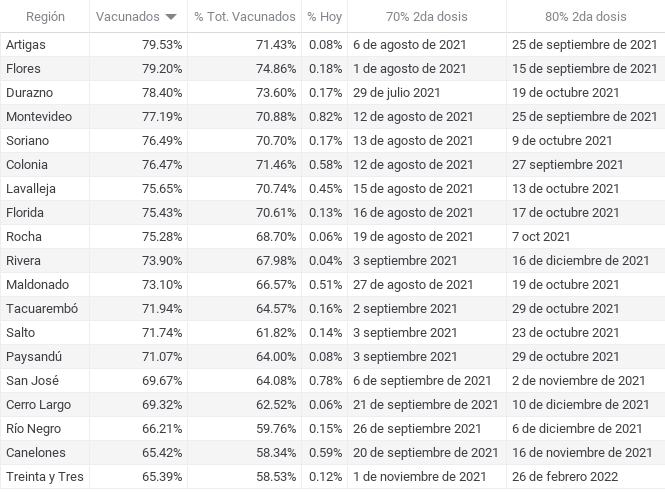 Región Vacunados % Tot. Vacunados % Hoy 70% 2da dosis 80% 2da dosis
Artigas 79.53% 71.43% 0.08% 6 de agosto de 2021 25 de septiembre de 2021
Flores 79.20% 74.86% 0.18% 1 de agosto de 2021 15 de septiembre de 2021
Durazno 78.40% 73.60% 0.17% 29 de julio 2021 19 de octubre 2021
Montevideo 77.19% 70.88% 0.82% 12 de agosto de 2021 25 de septiembre de 2021
Soriano 76.49% 70.70% 0.17% 13 de agosto de 2021 9 de octubre 2021
Colonia 76.47% 71.46% 0.58% 12 de agosto de 2021 27 septiembre 2021
Lavalleja 75.65% 70.74% 0.45% 15 de agosto de 2021 13 de octubre 2021
Florida 75.43% 70.61% 0.13% 16 de agosto de 2021 17 de octubre 2021
Rocha 75.28% 68.70% 0.06% 19 de agosto de 2021 7 oct 2021
Rivera 73.90% 67.98% 0.04% 3 septiembre 2021 16 de diciembre de 2021
Maldonado 73.10% 66.57% 0.51% 27 de agosto de 2021 19 de octubre 2021
Tacuarembó 71.94% 64.57% 0.16% 2 septiembre 2021 29 de octubre 2021
Salto 71.74% 61.82% 0.14% 3 septiembre 2021 23 de octubre 2021
Paysandú 71.07% 64.00% 0.08% 3 septiembre 2021 29 de octubre 2021
San José 69.67% 64.08% 0.78% 6 de septiembre de 2021 2 de noviembre de 2021
Cerro Largo 69.32% 62.52% 0.06% 21 de septiembre de 2021 10 de diciembre de 2021
Río Negro 66.21% 59.76% 0.15% 26 de septiembre 2021 6 de diciembre de 2021
Canelones 65.42% 58.34% 0.59% 20 de septiembre de 2021 16 de noviembre de 2021
Treinta y Tres 65.39% 58.53% 0.12% 1 de noviembre de 2021 26 de febrero 2022